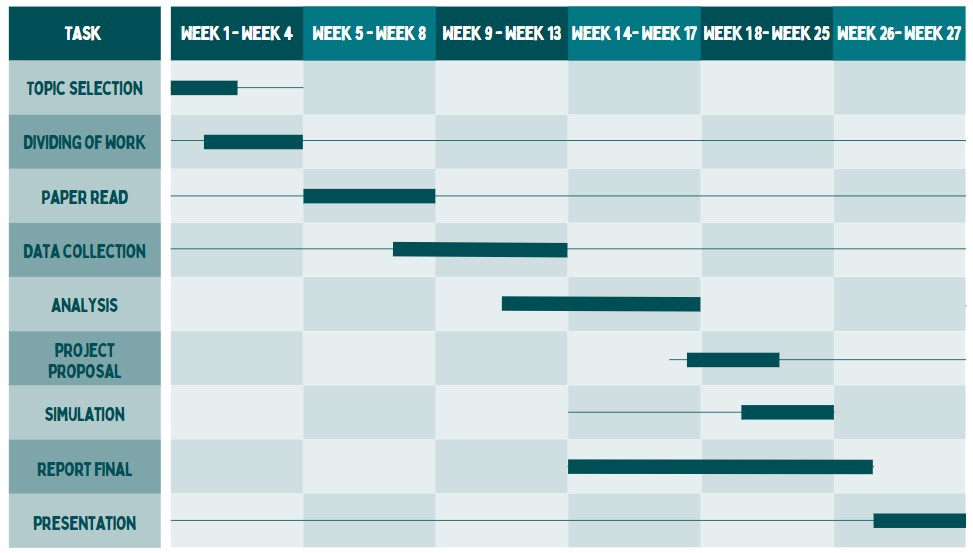 TASK
WEEK 1 - WEEK 4
WEEK 5 - WEEK 8
WEEK 9 - WEEK 13
WEEK 14- WEEK 17
WEEK 18- WEEK 25
WEEK 26- WEEK 27
TOPIC SELECTION
DIVIDING OF WORK
PAPER READ
DATA COLLECTION
ANALYSIS
PROJECT
PROPOSAL
SIMULATION
REPORT FINAL
PRESENTATION